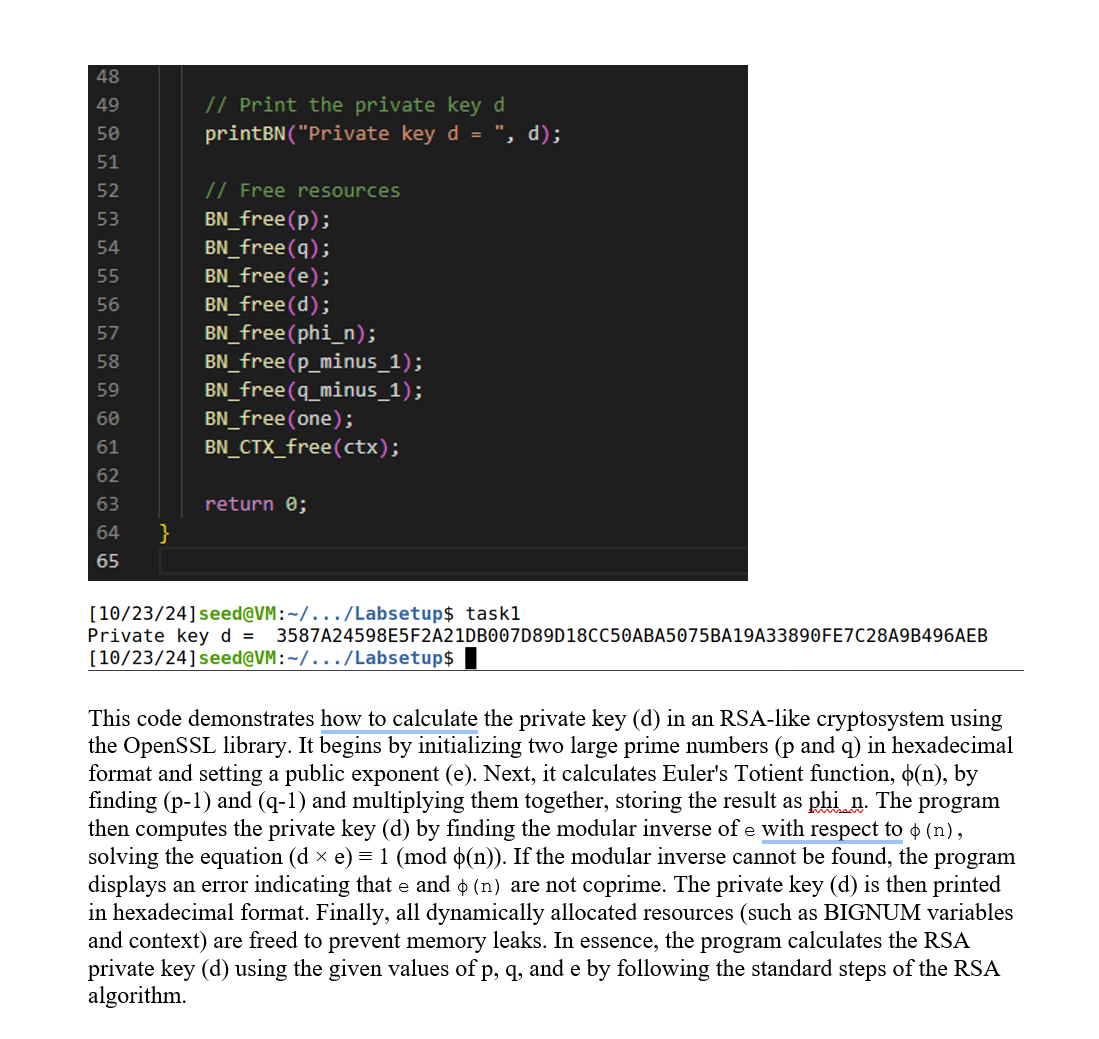 48
49 // Print the private key d
50 printBN("Private key d = ", d);
51
52 // Free resources
53 BN_free(p);
54 BN_free(q);
55 BN_free(e);
56 BN_free(d);
57 BN_free(phi_n);
58 BN_free(p_minus_1);
59 BN_free(q_minus_1);
60 BN_free(one);
61 BN_CTX_free(ctx);
62
63 return 0;
64 }
65
[10/23/24]seed@VM:~/.../Labsetup$ task1
Private key d =  3587A24598E5F2A21DB007D89D18CC50ABA5075BA19A33890FE7C28A9B496AEB
[10/23/24]seed@VM:~/.../Labsetup$
This code demonstrates how to calculate the private key (d) in an RSA-like cryptosystem using
the OpenSSL library. It begins by initializing two large prime numbers (p and q) in hexadecimal
format and setting a public exponent (e). Next, it calculates Euler's Totient function, ϕ(n), by
finding (p-1) and (q-1) and multiplying them together, storing the result as phi_n. The program
then computes the private key (d) by finding the modular inverse of e with respect to ϕ(n),
solving the equation (d × e) ≡ 1 (mod ϕ(n)). If the modular inverse cannot be found, the program
displays an error indicating that e and ϕ(n) are not coprime. The private key (d) is then printed
in hexadecimal format. Finally, all dynamically allocated resources (such as BIGNUM variables
and context) are freed to prevent memory leaks. In essence, the program calculates the RSA
private key (d) using the given values of p, q, and e by following the standard steps of the RSA
algorithm.